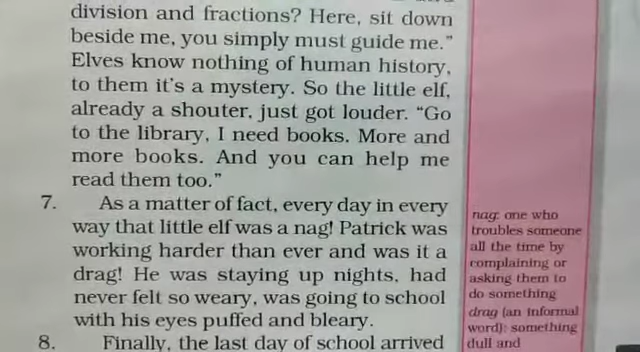 division and fractions? Here, sit down
beside me, you simply must guide me."
Elves know nothing of human history,
to them it's a mystery. So the little elf,
already a shouter, just got louder. "Go
to the library, I need books. More and
more books. And you can help me
read them too."
7. As a matter of fact, every day in every
way that little elf was a nag! Patrick was
working harder than ever and was it a
drag! He was staying up nights, had
never felt so weary, was going to school
with his eyes puffed and bleary.
8. Finally, the last day of school arrived
nag: one who
troubles someone
all the time by
complaining or
asking them to
do something
drag (an informal
word): something
dull and